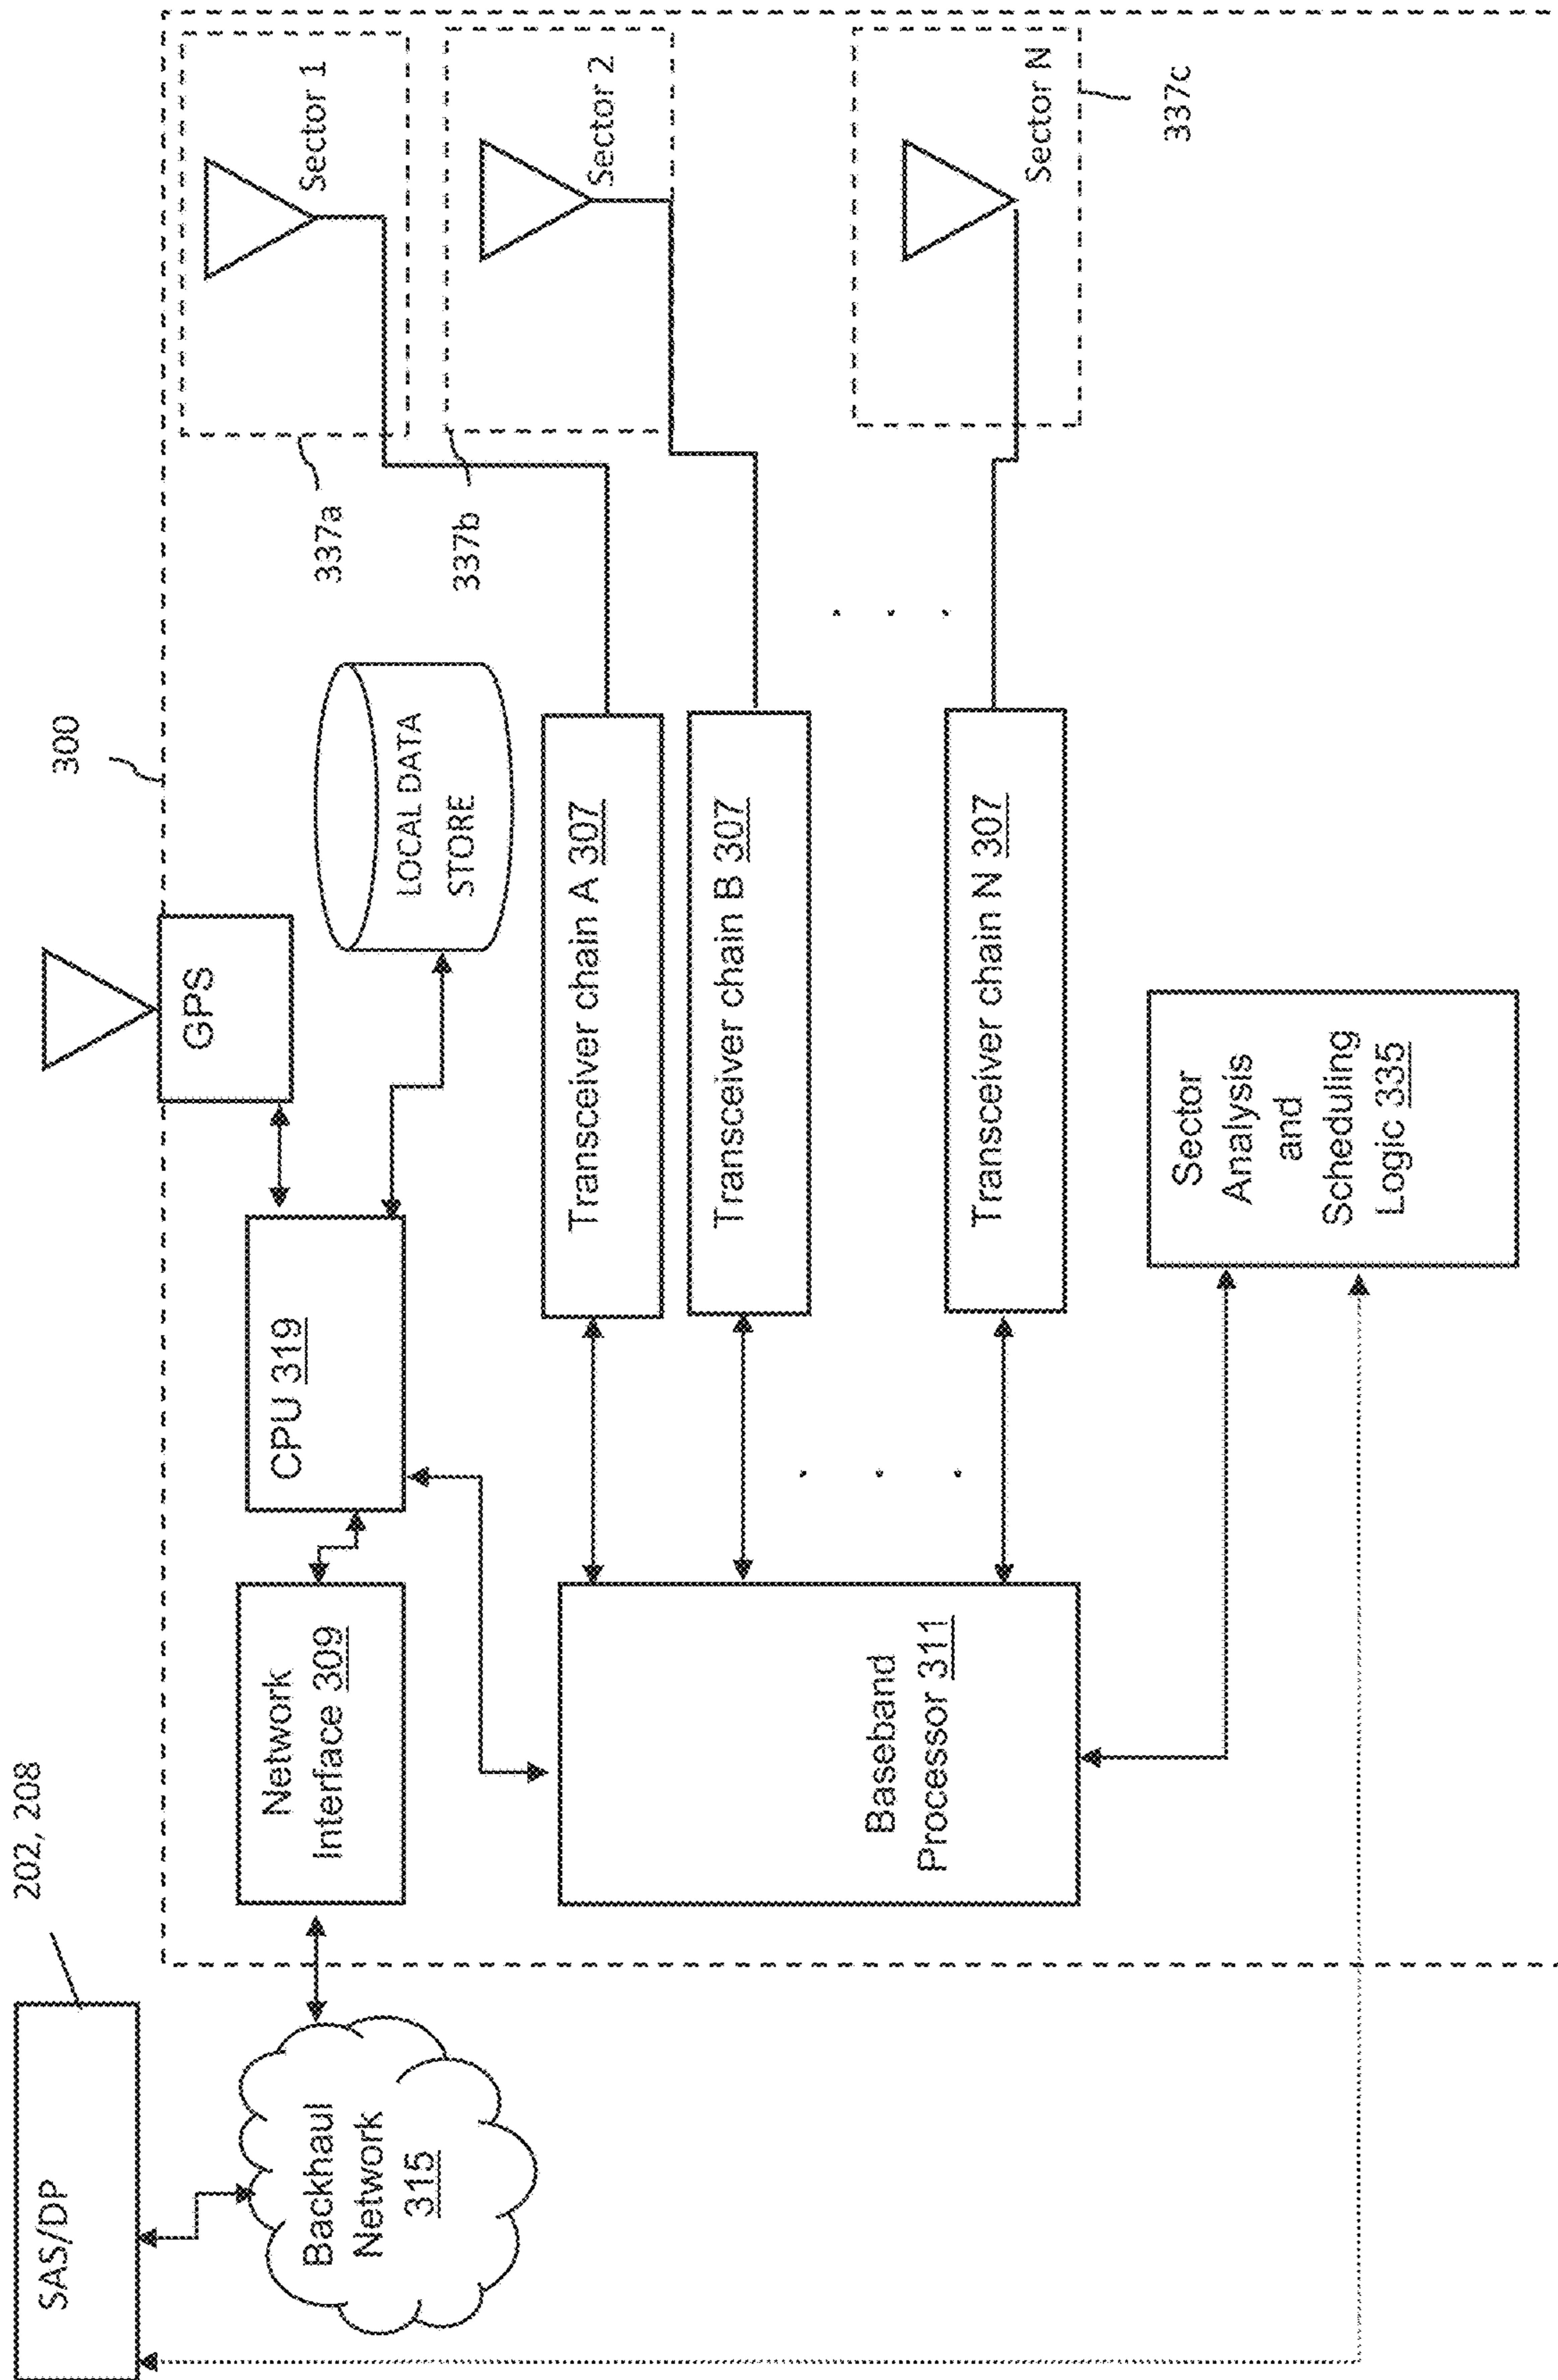 SAS/DP
202, 208
Backhaul
Network
315
300
Network
Interface 309
CPU 319
GPS
LOCAL DATA
STORE
Baseband
Processor 311
Transceiver chain A 307
Transceiver chain B 307
. . .
Transceiver chain N 307
. . .
Sector
Analysis
and
Scheduling
Logic 335
337a
Sector 1
337b
Sector 2
Sector N
337c